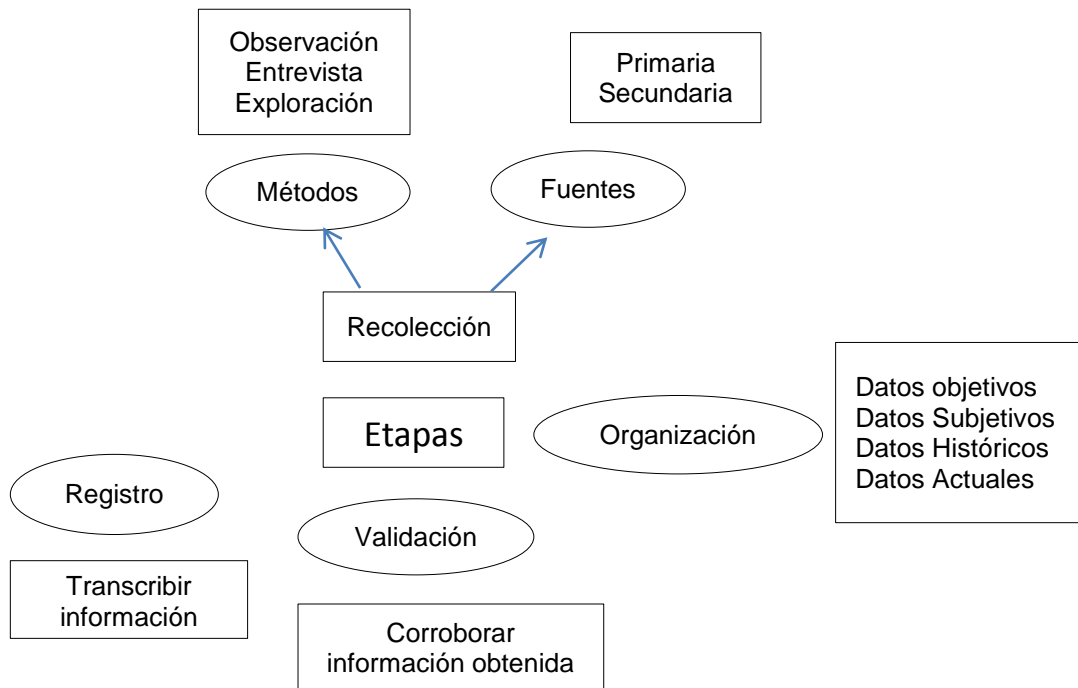 Observación
Entrevista
Exploración
Primaria
Secundaria
Métodos
Fuentes
Recolección
Etapas
Organización
Datos objetivos
Datos Subjetivos
Datos Históricos
Datos Actuales
Registro
Validación
Transcribir
información
Corroborar
información obtenida